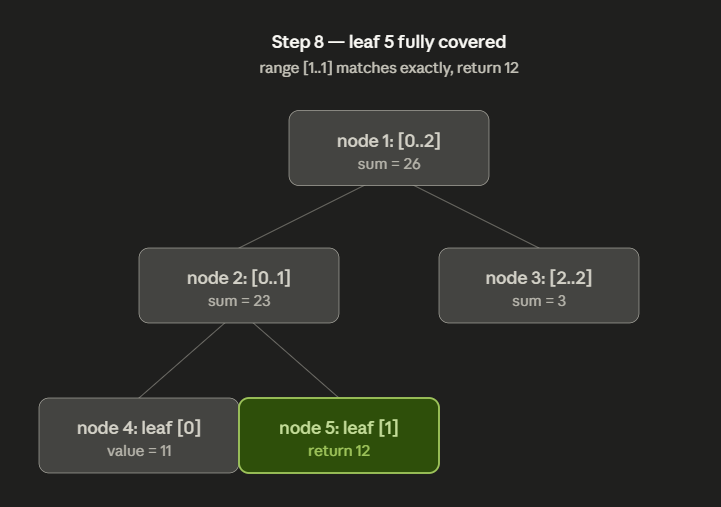 Step 8 — leaf 5 fully covered
range [1..1] matches exactly, return 12
node 1: [0..2]
sum = 26
node 2: [0..1]
sum = 23
node 3: [2..2]
sum = 3
node 4: leaf [0]
value = 11
node 5: leaf [1]
return 12